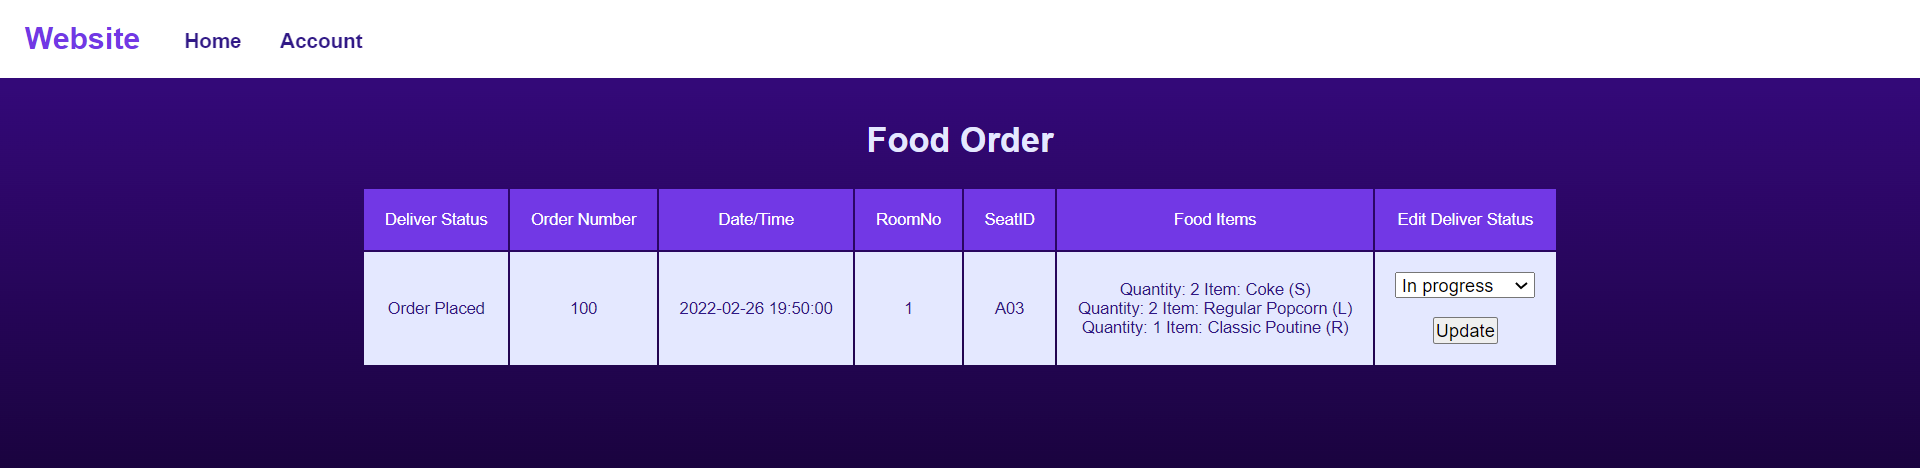 Website Home Account
Food Order
Deliver Status Order Number Date/Time RoomNo SeatID Food Items Edit Deliver Status
Order Placed 100 2022-02-26 19:50:00 1 A03
Quantity: 2 Item: Coke (S)
Quantity: 2 Item: Regular Popcorn (L)
Quantity: 1 Item: Classic Poutine (R)
In progress
Update